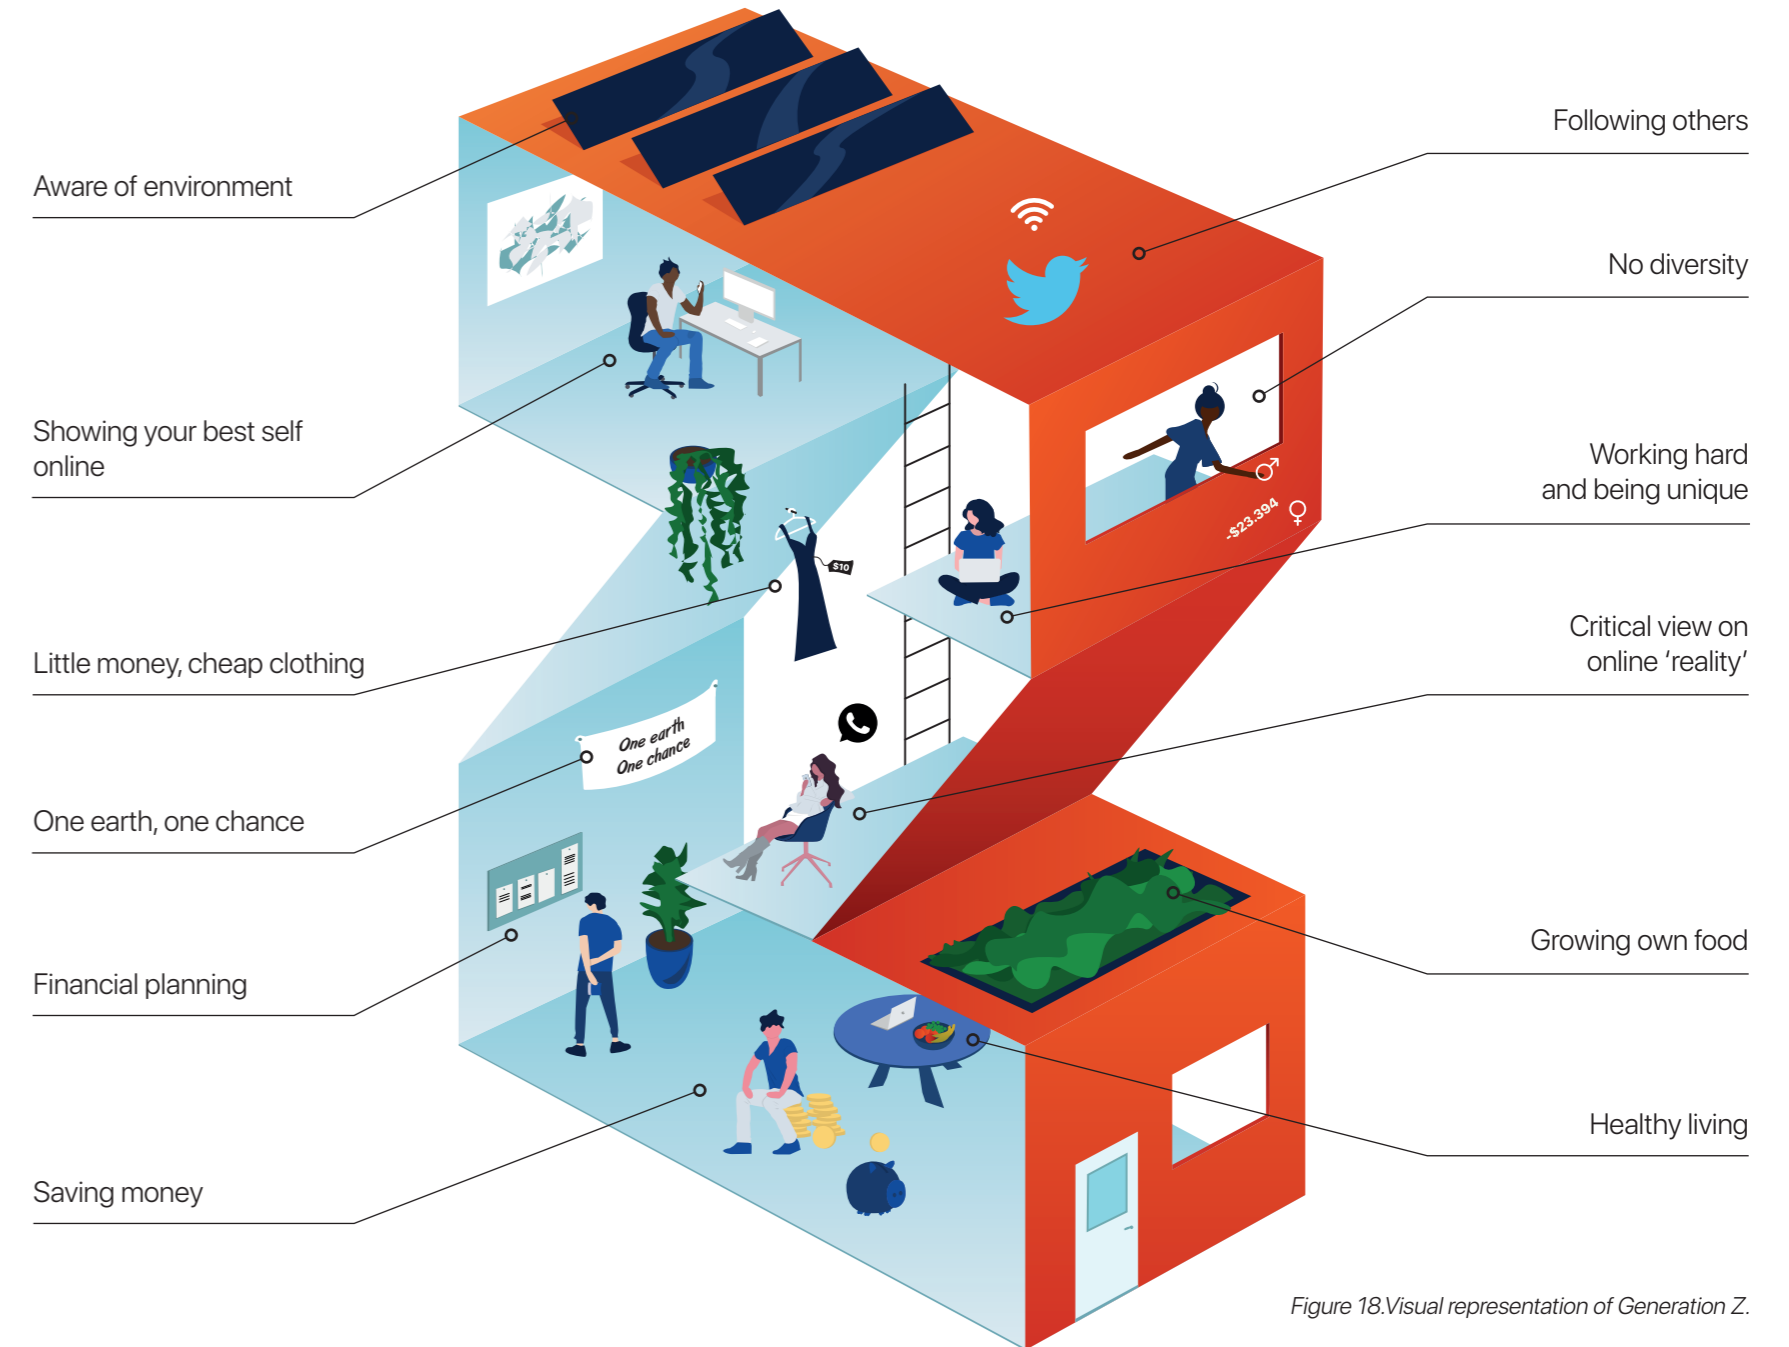 Aware of environment
Showing your best self
online
Little money, cheap clothing
One earth, one chance
Financial planning
Saving money
$10
One earth
One chance
-$23.394
Following others
No diversity
Working hard
and being unique
Critical view on
online ‘reality’
Growing own food
Healthy living
Figure 18.Visual representation of Generation Z.